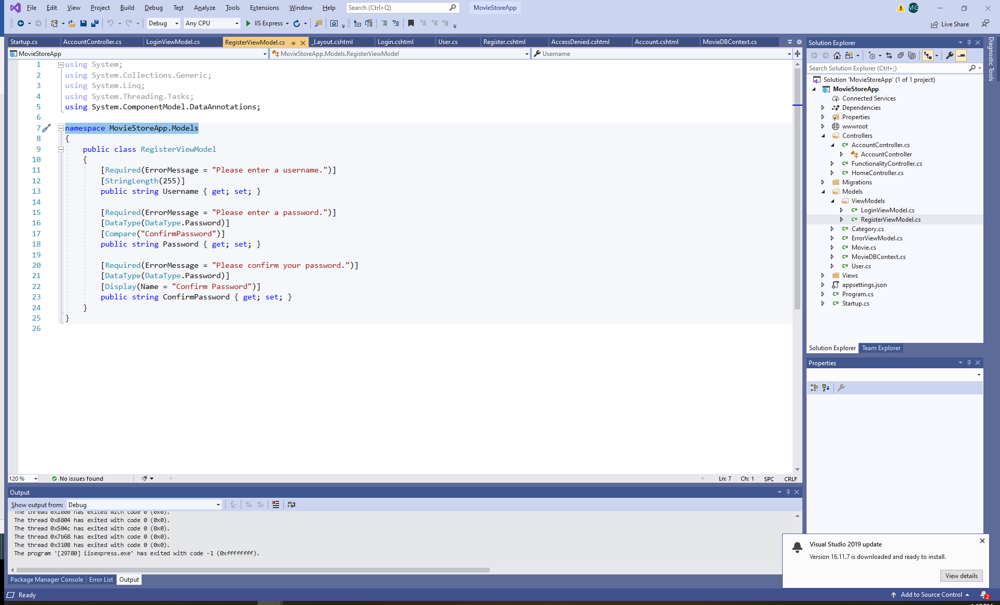 File Edit View Project Build Debug Test Analyze Tools Extensions Window Help Search (Ctrl+Q) MovieStoreApp MG
Debug Any CPU IIS Express Live Share
Startup.cs AccountController.cs LoginViewModel.cs RegisterViewModel.cs _Layout.cshtml Login.cshtml User.cs Register.cshtml AccessDenied.cshtml Account.cshtml MovieDBContext.cs
MovieStoreApp MovieStoreApp.Models.RegisterViewModel Username
1 using System;
2 using System.Collections.Generic;
3 using System.Linq;
4 using System.Threading.Tasks;
5 using System.ComponentModel.DataAnnotations;
6
7 namespace MovieStoreApp.Models
8 {
9 public class RegisterViewModel
10 {
11 [Required(ErrorMessage = "Please enter a username.")]
12 [StringLength(255)]
13 public string Username { get; set; }
14
15 [Required(ErrorMessage = "Please enter a password.")]
16 [DataType(DataType.Password)]
17 [Compare("ConfirmPassword")]
18 public string Password { get; set; }
19
20 [Required(ErrorMessage = "Please confirm your password.")]
21 [DataType(DataType.Password)]
22 [Display(Name = "Confirm Password")]
23 public string ConfirmPassword { get; set; }
24 }
25 }
26
120 % No issues found Ln: 7 Ch: 1 SPC CRLF
Output
Show output from: Debug
The thread 0x1ee0 has exited with code 0 (0x0).
The thread 0x8804 has exited with code 0 (0x0).
The thread 0x504c has exited with code 0 (0x0).
The thread 0x7b68 has exited with code 0 (0x0).
The thread 0x3108 has exited with code 0 (0x0).
The program '[29780] iisexpress.exe' has exited with code -1 (0xffffffff).
Package Manager Console Error List Output
Ready
Solution Explorer
Search Solution Explorer (Ctrl+;)
Solution 'MovieStoreApp' (1 of 1 project)
MovieStoreApp
Connected Services
Dependencies
Properties
wwwroot
Controllers
C# AccountController.cs
AccountController
C# FunctionalityController.cs
C# HomeController.cs
Migrations
Models
ViewModels
C# LoginViewModel.cs
C# RegisterViewModel.cs
C# Category.cs
C# ErrorViewModel.cs
C# Movie.cs
C# MovieDBContext.cs
C# User.cs
Views
appsettings.json
C# Program.cs
C# Startup.cs
Solution Explorer Team Explorer
Properties
Diagnostic Tools
Visual Studio 2019 update
Version 16.11.7 is downloaded and ready to install.
View details
Add to Source Control 2